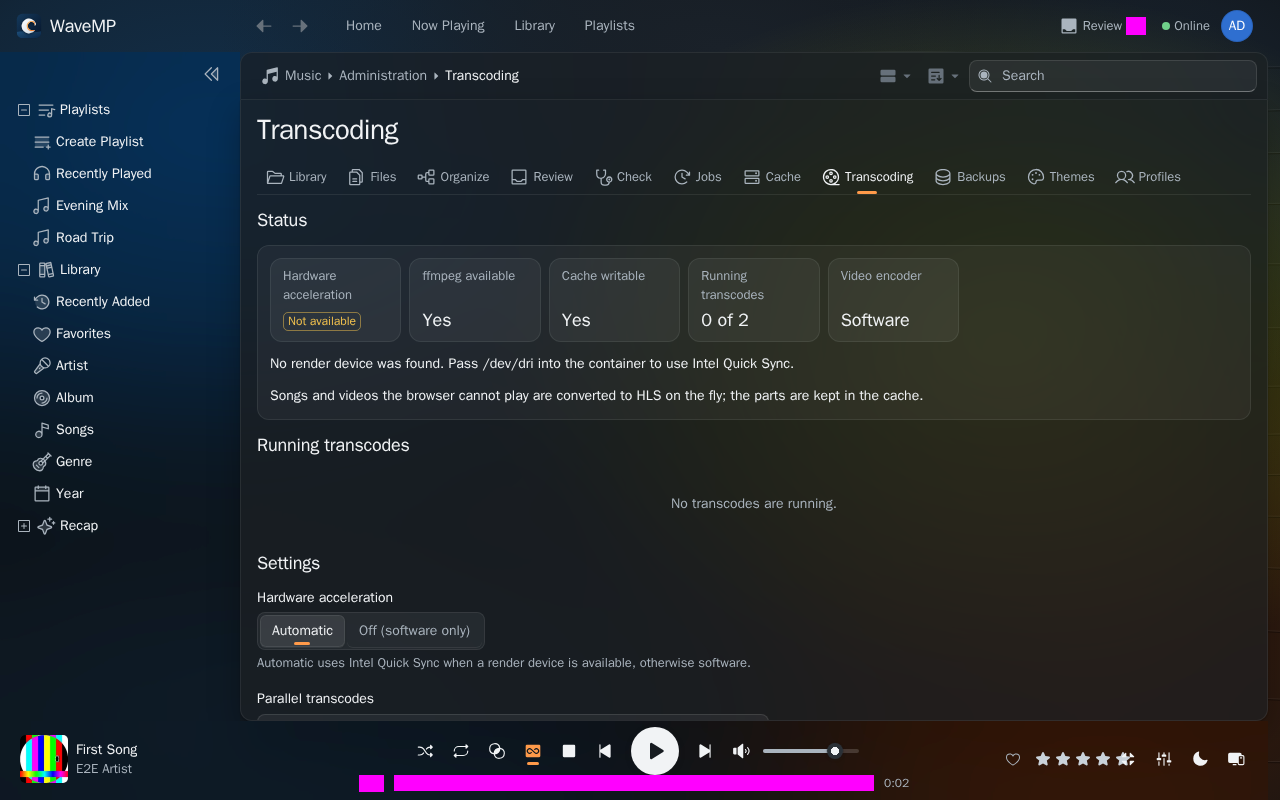 WaveMP
Home
Now Playing
Library
Playlists
Review
Online
AD
Music
Administration
Transcoding
Search
Playlists
Create Playlist
Recently Played
Evening Mix
Road Trip
Library
Recently Added
Favorites
Artist
Album
Songs
Genre
Year
Recap
Transcoding
Library
Files
Organize
Review
Check
Jobs
Cache
Transcoding
Backups
Themes
Profiles
Status
Hardware
acceleration
Not available
ffmpeg available
Yes
Cache writable
Yes
Running
transcodes
0 of 2
Video encoder
Software
No render device was found. Pass /dev/dri into the container to use Intel Quick Sync.
Songs and videos the browser cannot play are converted to HLS on the fly; the parts are kept in the cache.
Running transcodes
No transcodes are running.
Settings
Hardware acceleration
Automatic
Off (software only)
Automatic uses Intel Quick Sync when a render device is available, otherwise software.
Parallel transcodes
First Song
E2E Artist
0:02